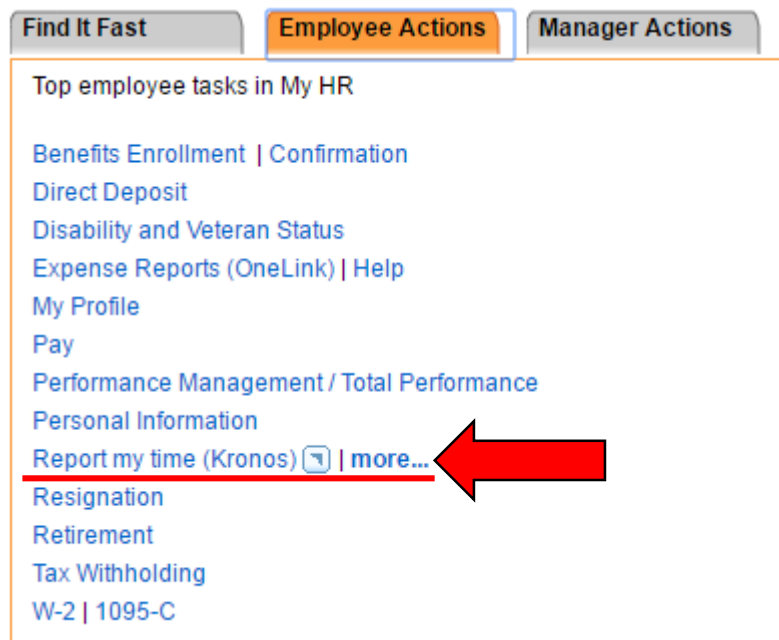 Find It Fast Employee Actions Manager Actions
Top employee tasks in My HR
Benefits Enrollment | Confirmation
Direct Deposit
Disability and Veteran Status
Expense Reports (OneLink) | Help
My Profile
Pay
Performance Management / Total Performance
Personal Information
Report my time (Kronos) | more...
Resignation
Retirement
Tax Withholding
W-2 | 1095-C